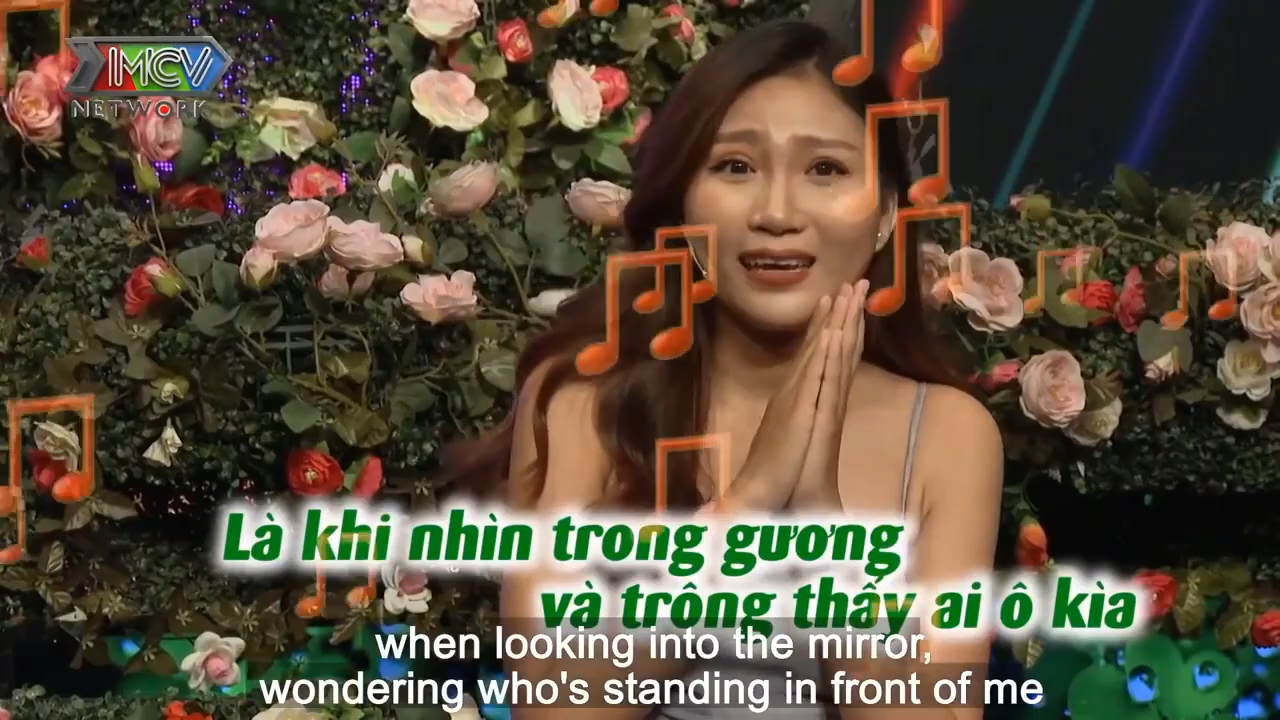 MCV
NETWORK
Là khi nhìn trong gương
và trông thấy ai ô kìa
when looking into the mirror,
wondering who's standing in front of me